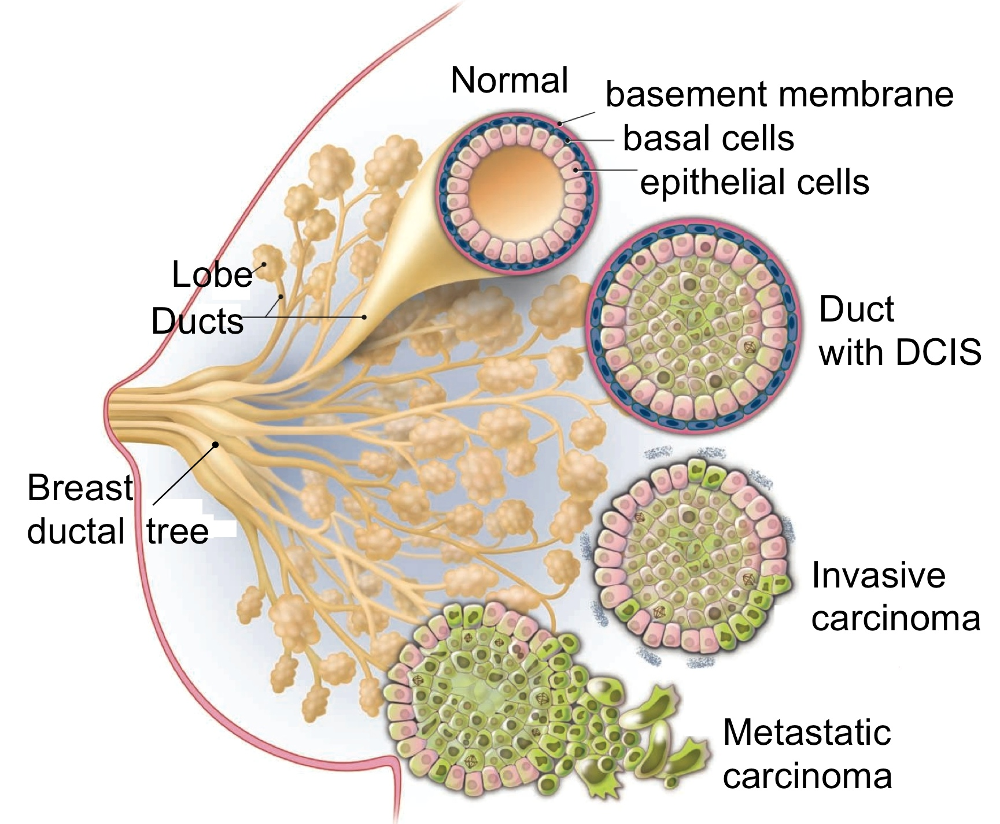 Normal
basement membrane
basal cells
epithelial cells
Lobe
Ducts
Duct
with DCIS
Breast
ductal tree
Invasive
carcinoma
Metastatic
carcinoma